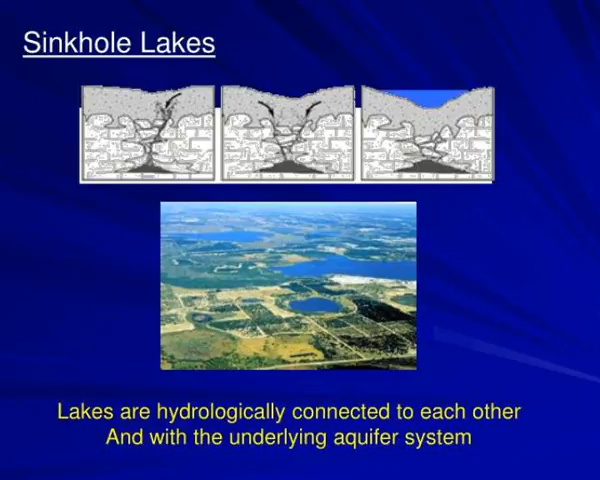 Sinkhole Lakes
Lakes are hydrologically connected to each other
And with the underlying aquifer system